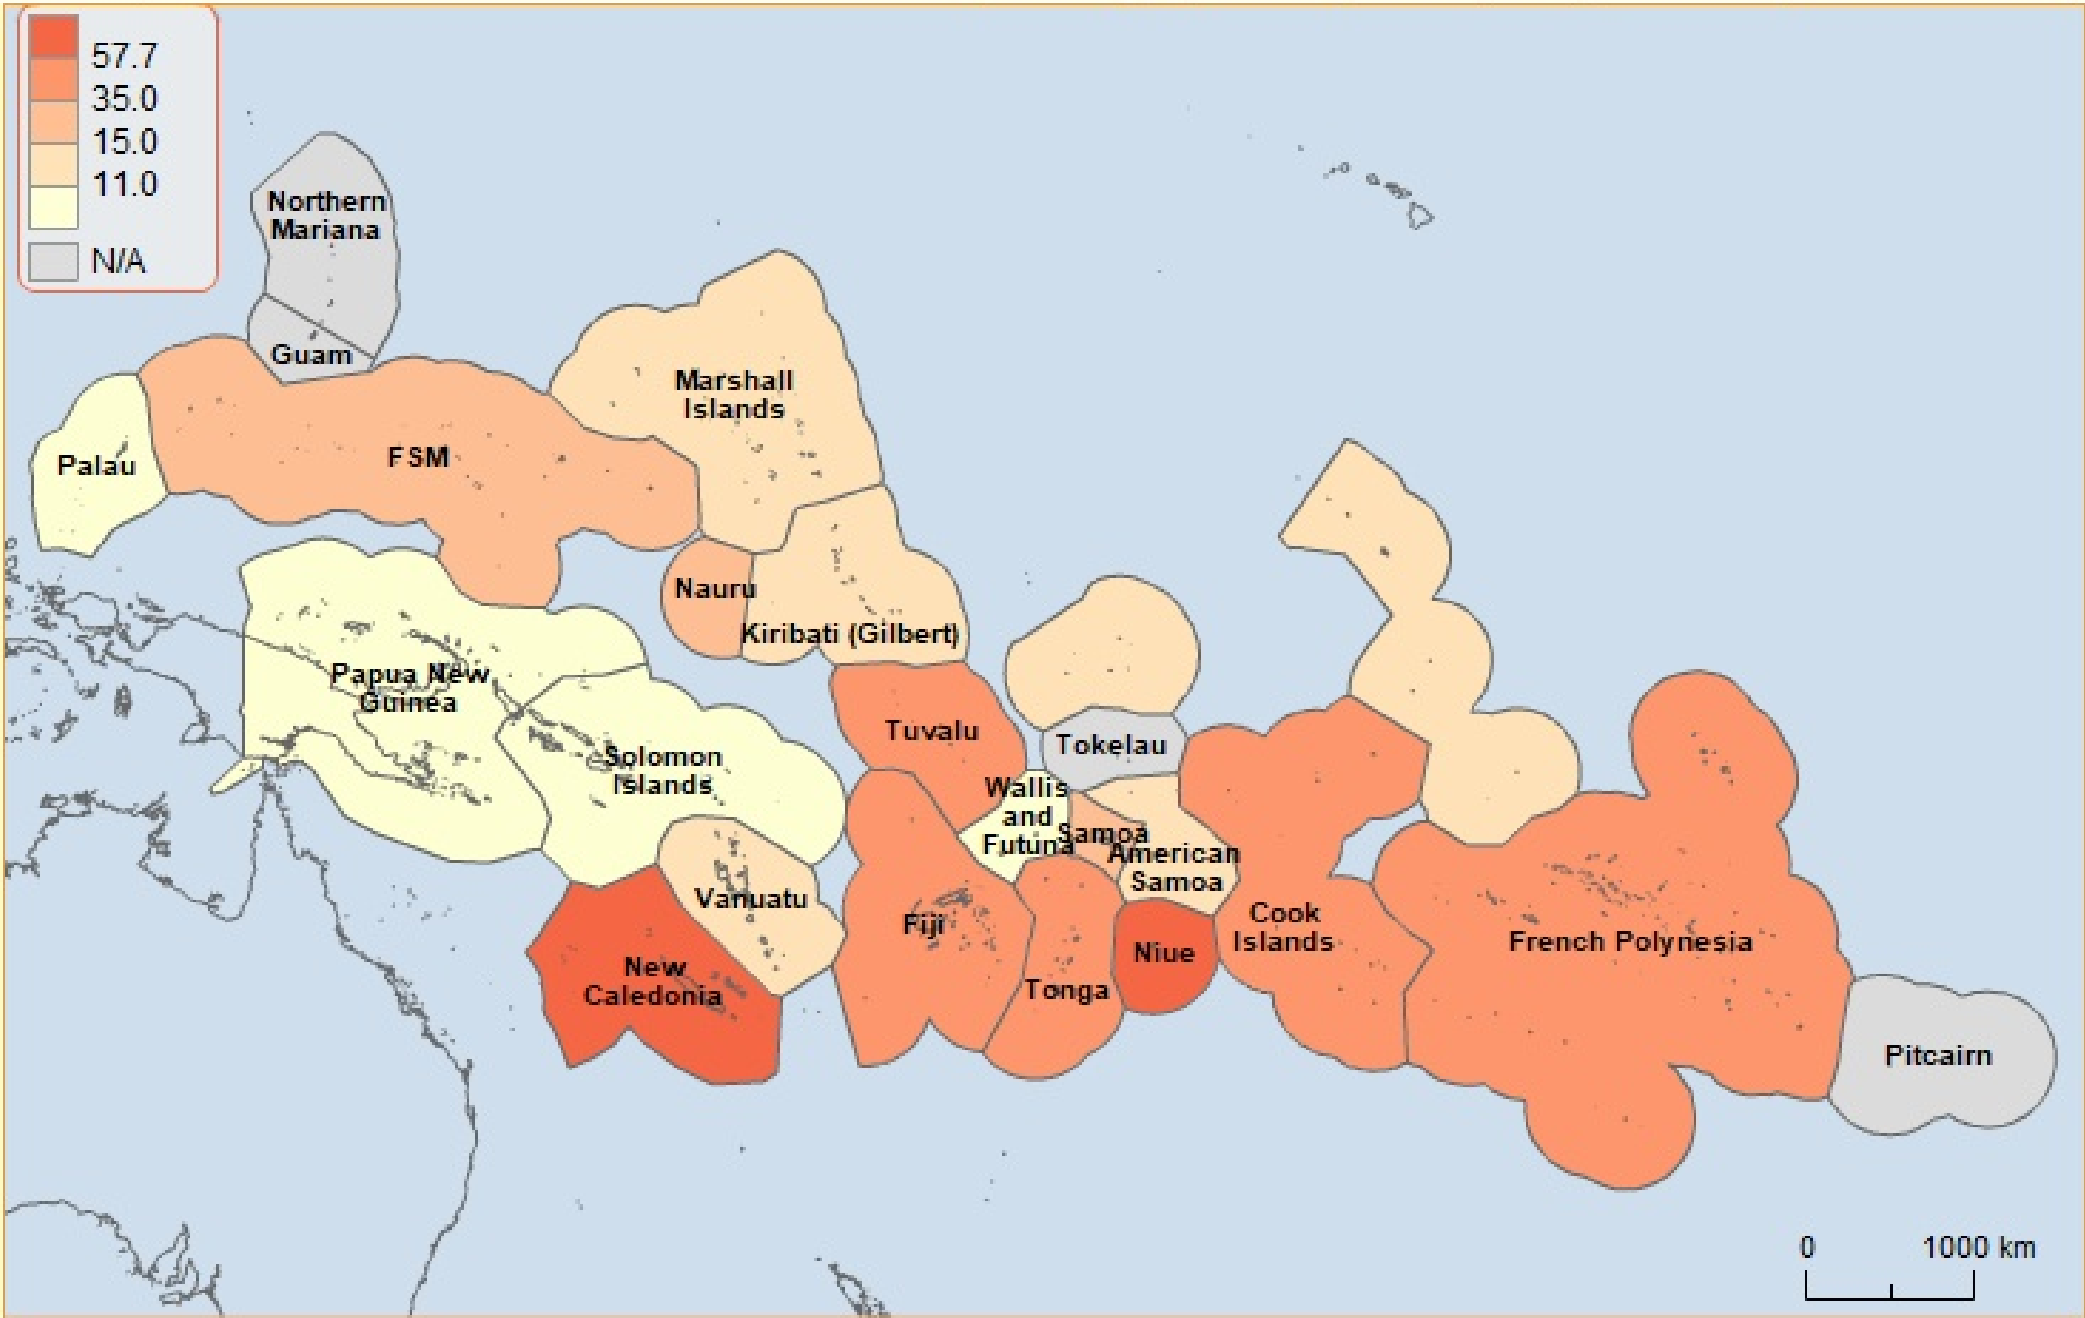 57.7
35.0
15.0
11.0
N/A
Northern
Mariana
Guam
Marshall
Islands
Palau
FSM
Nauru
Kiribati (Gilbert)
Papua New
Guinea
Tuvalu
Tokelau
Solomon
Islands
Wallis
and
Futuna
Samoa
American
Samoa
Vanuatu
Fiji
Cook
Islands
French Polynesia
Niue
New
Caledonia
Tonga
Pitcairn
0 1000 km